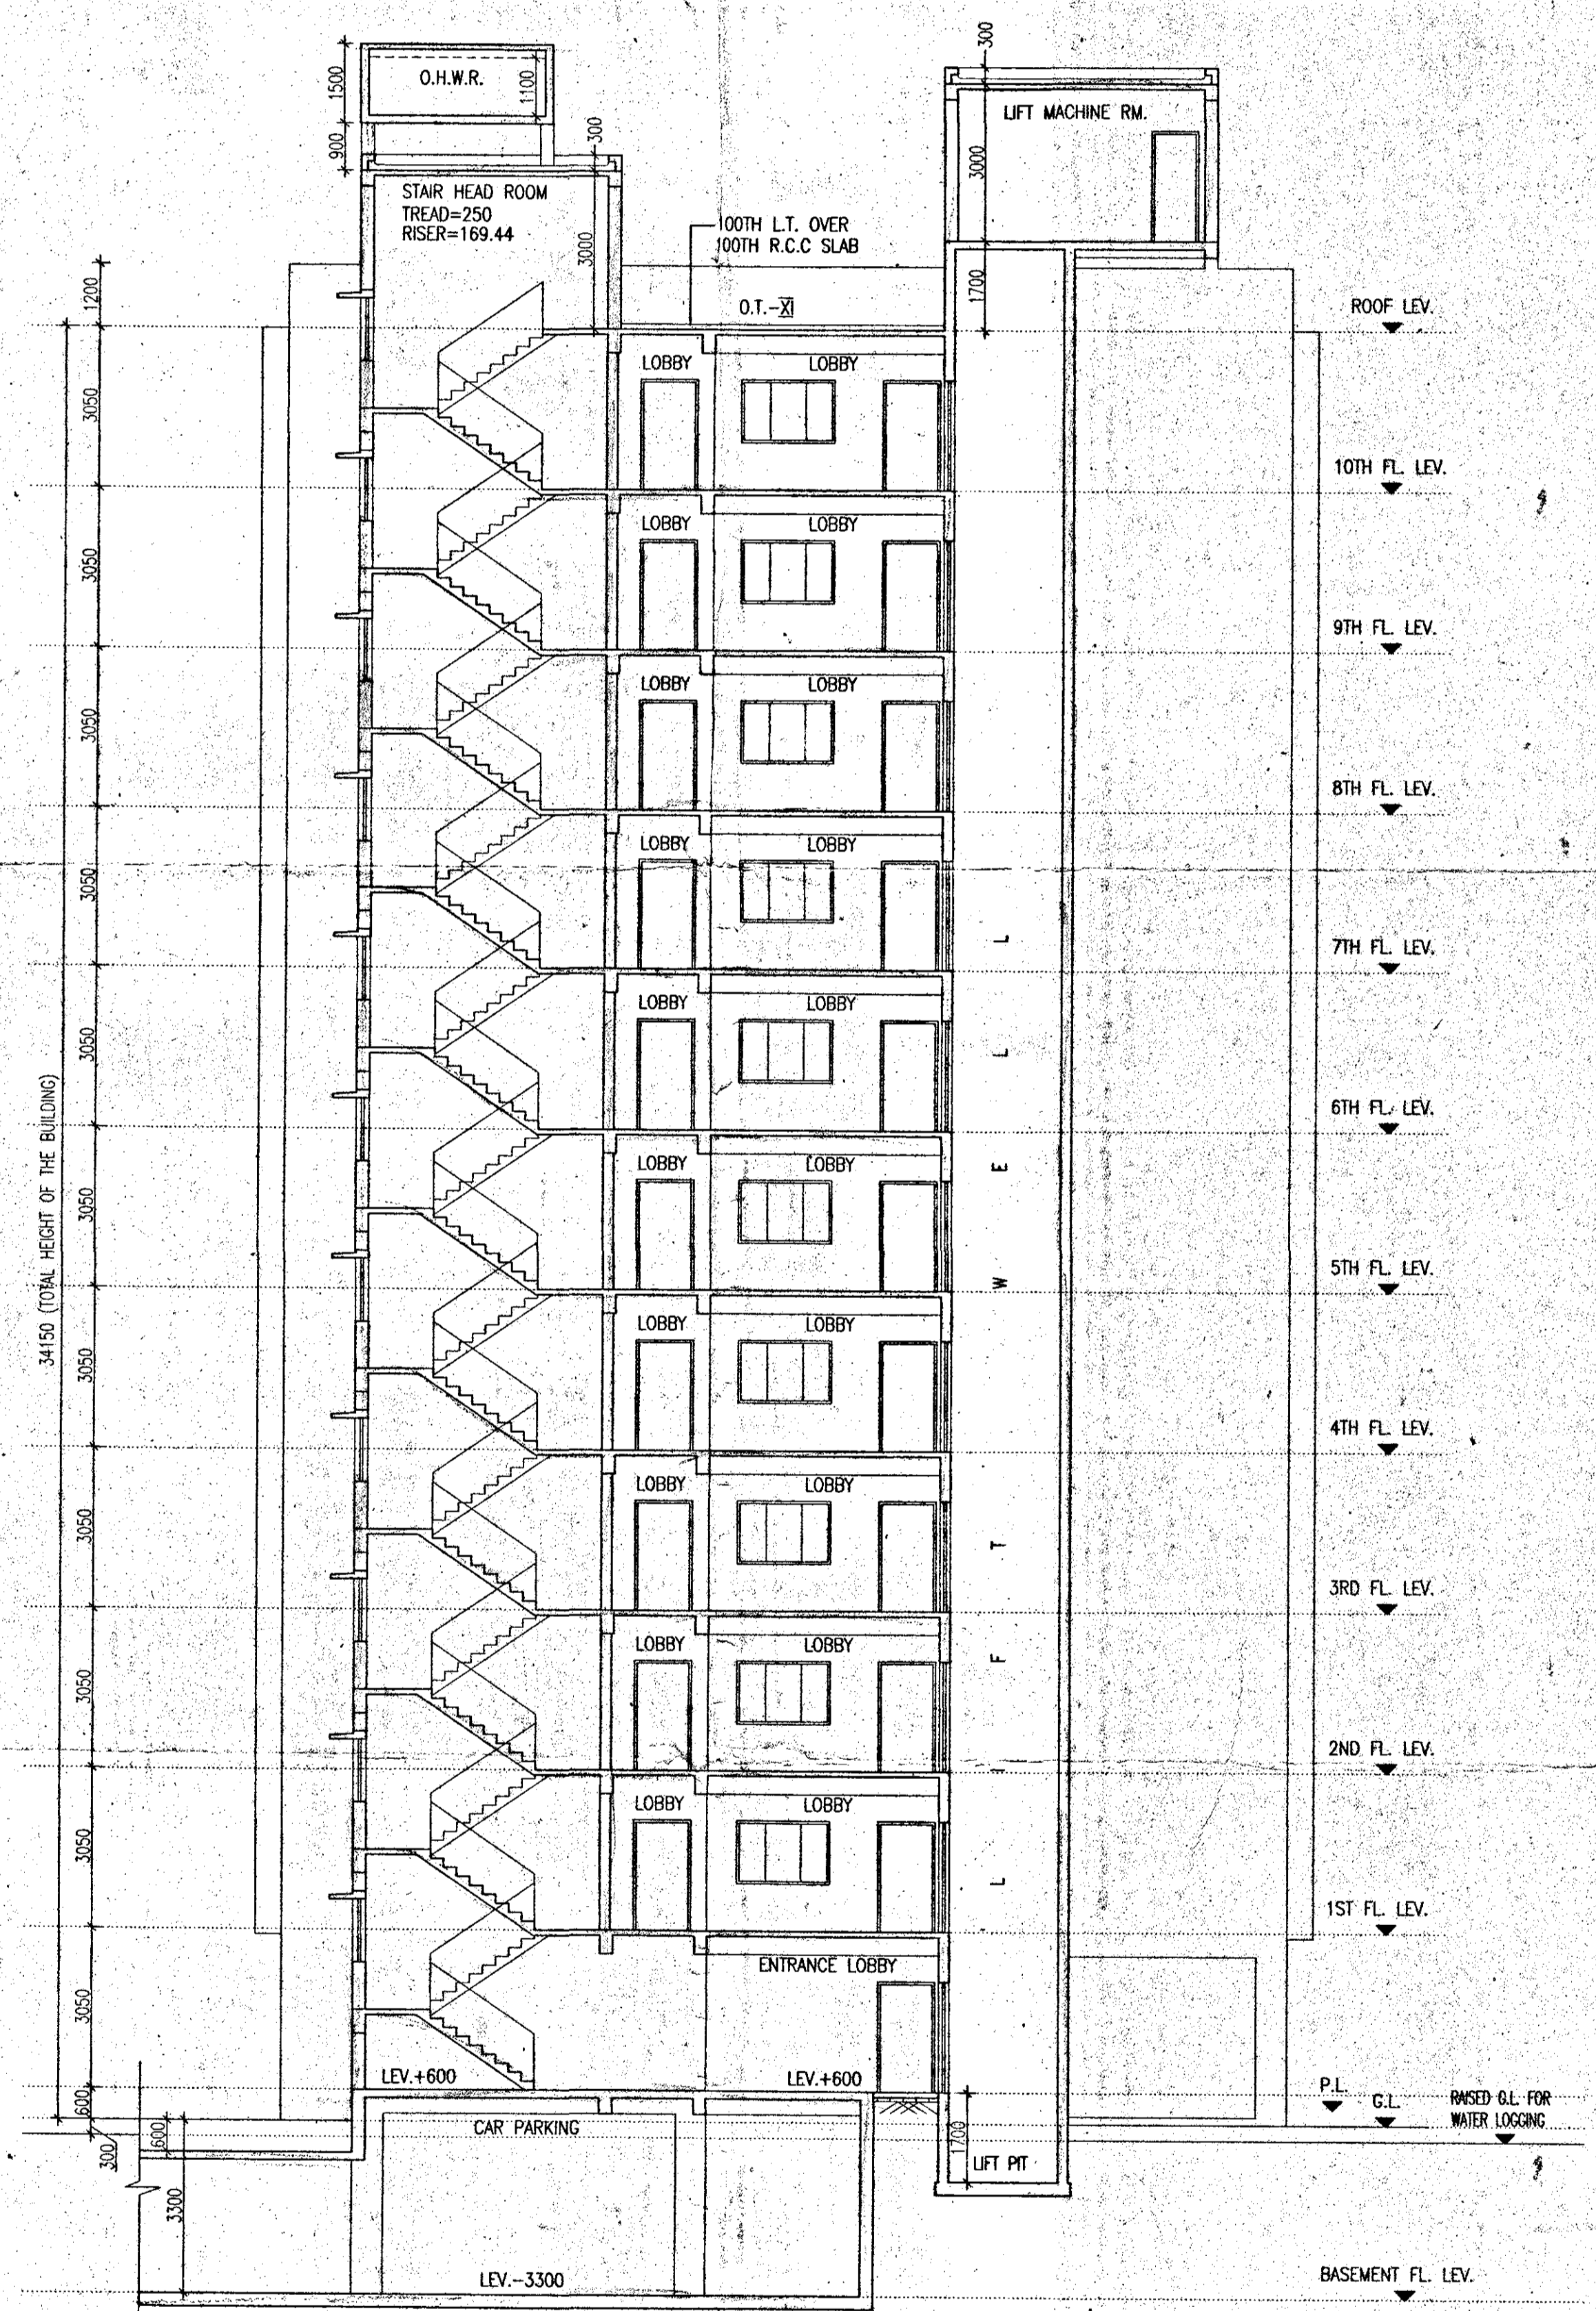 300
1500
O.H.W.R.
1100
LIFT MACHINE RM.
900
300
3000
STAIR HEAD ROOM
TREAD=250
RISER=169.44
3000
100TH L.T. OVER
100TH R.C.C SLAB
1200
1700
O.T.-XI
ROOF LEV.
3050
LOBBY LOBBY
10TH FL. LEV.
3050
LOBBY LOBBY
9TH FL. LEV.
3050
LOBBY LOBBY
8TH FL. LEV.
3050
LOBBY LOBBY
7TH FL. LEV.
3050
LOBBY LOBBY
6TH FL. LEV.
3050
LOBBY LOBBY
5TH FL. LEV.
3050
LOBBY LOBBY
4TH FL. LEV.
3050
LOBBY LOBBY
3RD FL. LEV.
3050
LOBBY LOBBY
2ND FL. LEV.
3050
LOBBY LOBBY
1ST FL. LEV.
3050
ENTRANCE LOBBY
34150 (TOTAL HEIGHT OF THE BUILDING)
LIFT WELL
LEV.+600 LEV.+600
600
P.L.
G.L.
RAISED G.L. FOR
WATER LOGGING
300
600
CAR PARKING
1700
LIFT PIT
3300
LEV.-3300
BASEMENT FL. LEV.